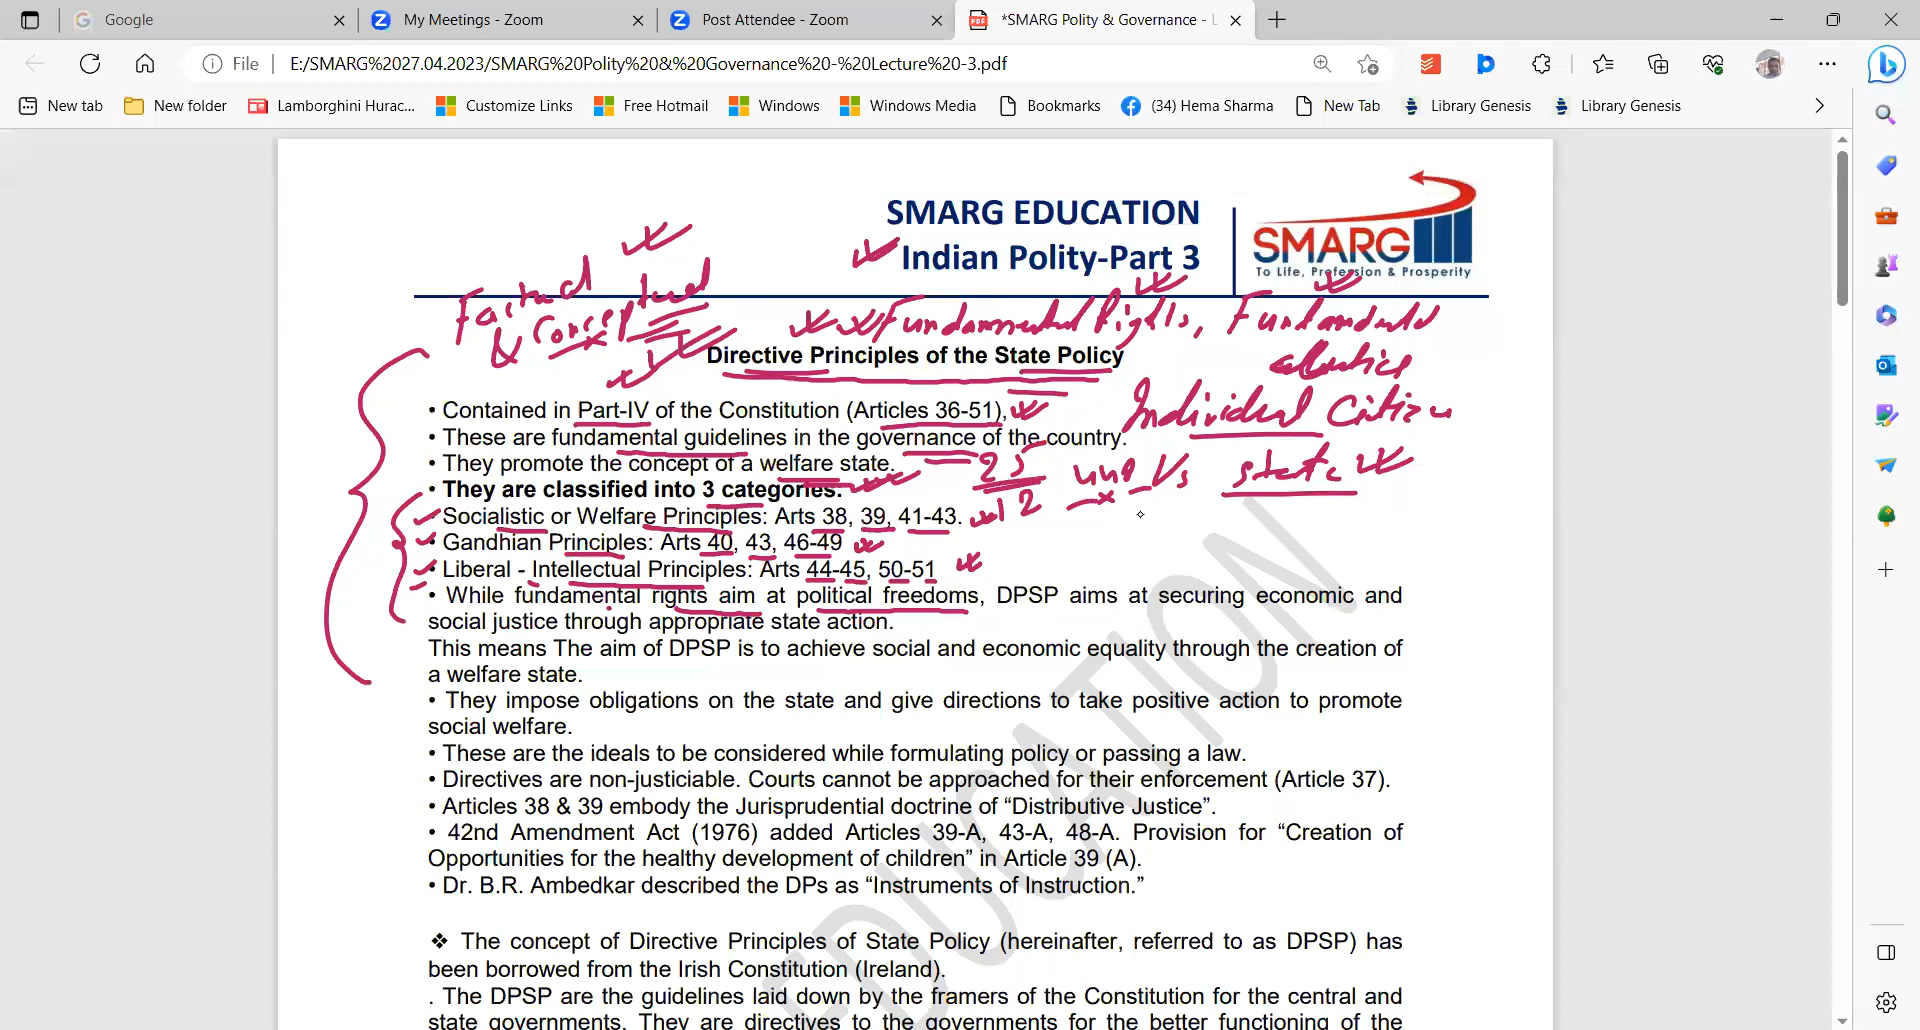 Google
My Meetings - Zoom
Post Attendee - Zoom
*SMARG Polity & Governance - L
File
E:/SMARG%2027.04.2023/SMARG%20Polity%20&%20Governance%20-%20Lecture%20-3.pdf
New tab
New folder
Lamborghini Hurac...
Customize Links
Free Hotmail
Windows
Windows Media
Bookmarks
(34) Hema Sharma
New Tab
Library Genesis
Library Genesis
SMARG EDUCATION
Indian Polity-Part 3
SMARG
To Life, Profession & Prosperity
Factual
& Conceptual
Fundamental Rights, Fundamental
duties
Directive Principles of the State Policy
Individual Citizen
• Contained in Part-IV of the Constitution (Articles 36-51),
• These are fundamental guidelines in the governance of the country.
• They promote the concept of a welfare state.
25
12
Vs State
• They are classified into 3 categories:
Socialistic or Welfare Principles: Arts 38, 39, 41-43.
Gandhian Principles: Arts 40, 43, 46-49
Liberal - Intellectual Principles: Arts 44-45, 50-51
• While fundamental rights aim at political freedoms, DPSP aims at securing economic and
social justice through appropriate state action.
This means The aim of DPSP is to achieve social and economic equality through the creation of
a welfare state.
• They impose obligations on the state and give directions to take positive action to promote
social welfare.
• These are the ideals to be considered while formulating policy or passing a law.
• Directives are non-justiciable. Courts cannot be approached for their enforcement (Article 37).
• Articles 38 & 39 embody the Jurisprudential doctrine of “Distributive Justice”.
• 42nd Amendment Act (1976) added Articles 39-A, 43-A, 48-A. Provision for “Creation of
Opportunities for the healthy development of children” in Article 39 (A).
• Dr. B.R. Ambedkar described the DPs as “Instruments of Instruction.”
❖ The concept of Directive Principles of State Policy (hereinafter, referred to as DPSP) has
been borrowed from the Irish Constitution (Ireland).
. The DPSP are the guidelines laid down by the framers of the Constitution for the central and
state governments. They are directives to the governments for the better functioning of the
EDUCATION